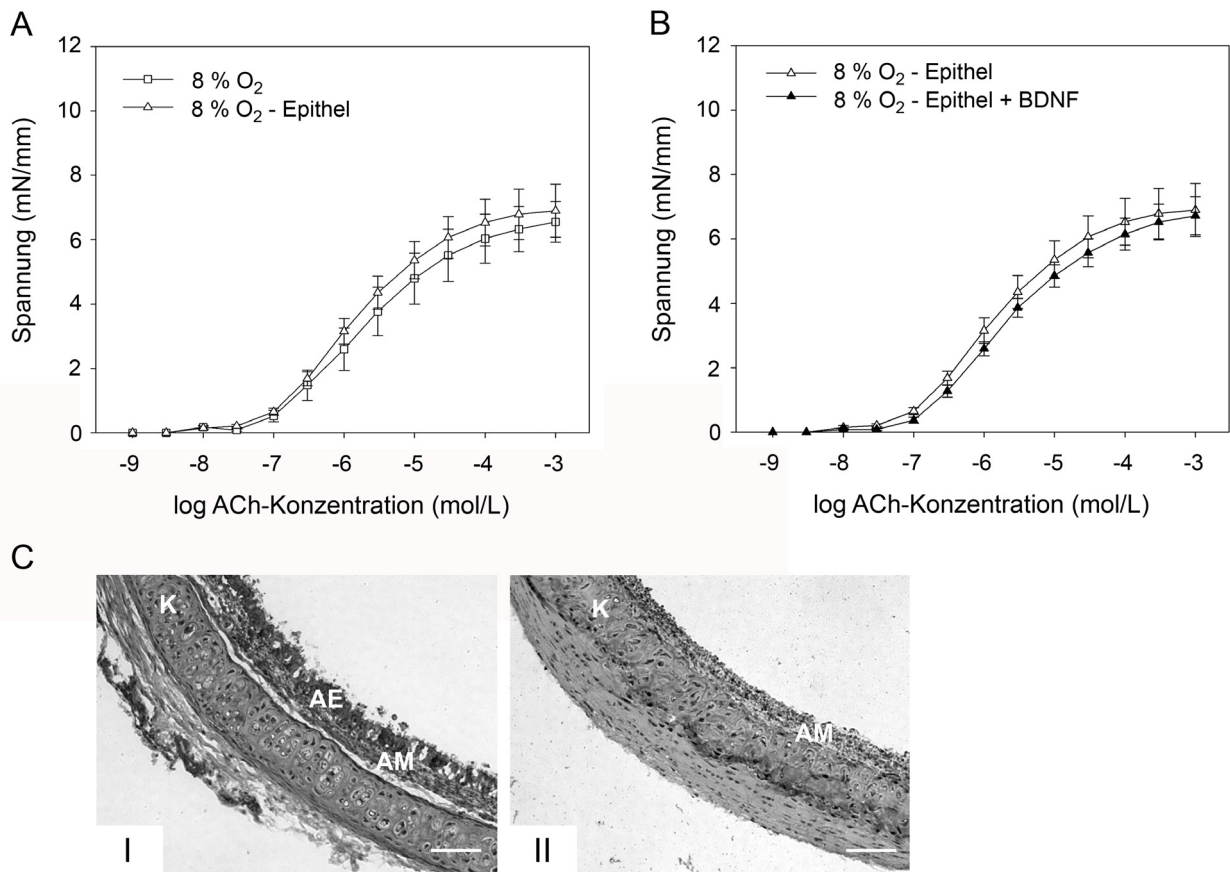 A
12
10
8
6
4
2
0
Spannung (mN/mm)
8 % O2
8 % O2 - Epithel
-9 -8 -7 -6 -5 -4 -3
log ACh-Konzentration (mol/L)
B
12
10
8
6
4
2
0
Spannung (mN/mm)
8 % O2 - Epithel
8 % O2 - Epithel + BDNF
-9 -8 -7 -6 -5 -4 -3
log ACh-Konzentration (mol/L)
C
K
AE
AM
I
K
AM
II